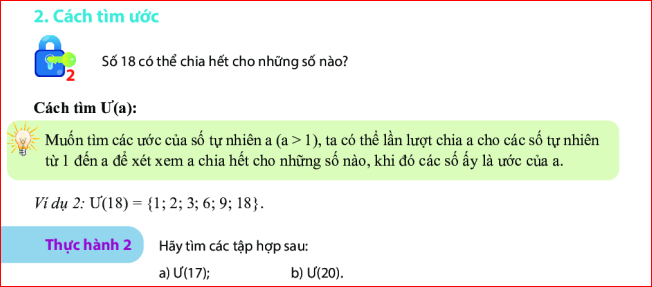 2. Cách tìm ước
2
Số 18 có thể chia hết cho những số nào?
Cách tìm Ư(a):
Muốn tìm các ước của số tự nhiên a (a > 1), ta có thể lần lượt chia a cho các số tự nhiên
từ 1 đến a để xét xem a chia hết cho những số nào, khi đó các số ấy là ước của a.
Ví dụ 2: Ư(18) = {1; 2; 3; 6; 9; 18}.
Thực hành 2 Hãy tìm các tập hợp sau:
a) Ư(17); b) Ư(20).